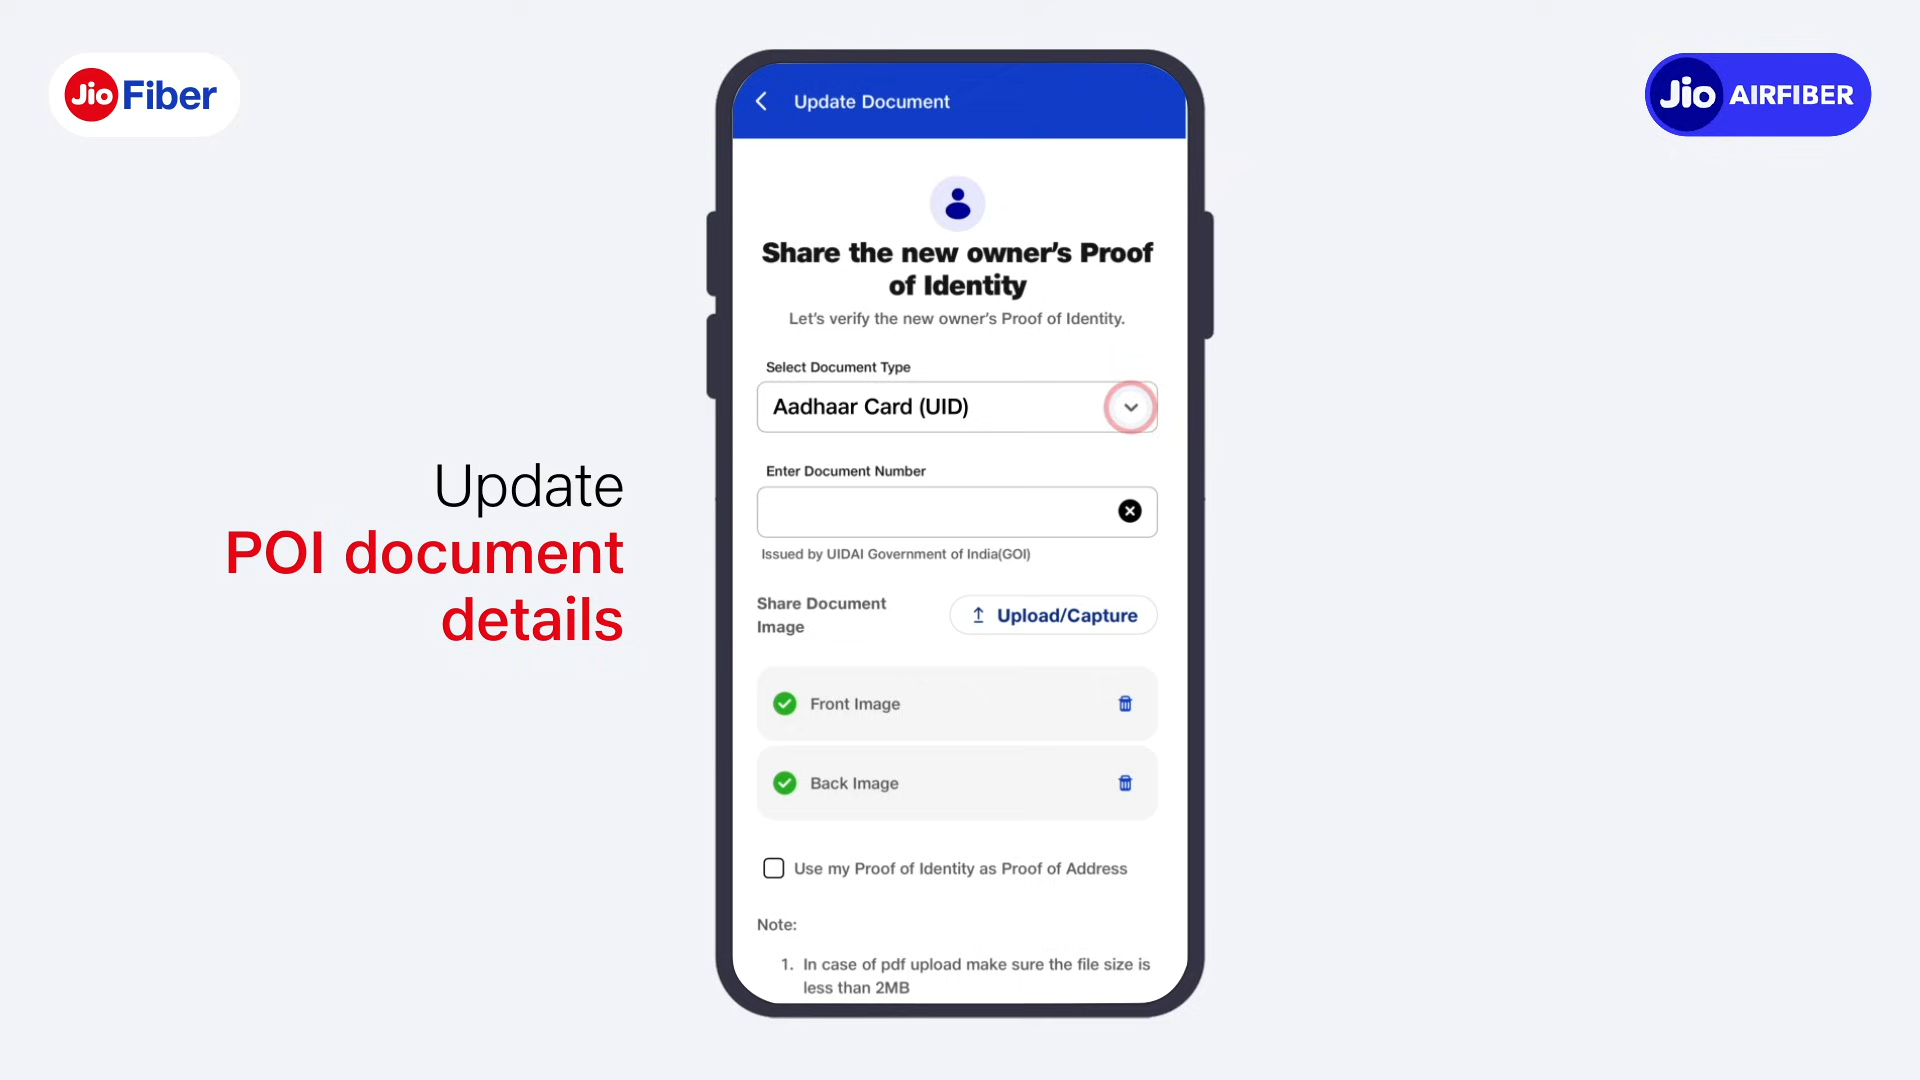 Jio Fiber
Jio AIRFIBER
Update
POI document
details
Update Document
Share the new owner’s Proof
of Identity
Let’s verify the new owner’s Proof of Identity.
Select Document Type
Aadhaar Card (UID)
Enter Document Number
Issued by UIDAI Government of India(GOI)
Share Document
Image
Upload/Capture
Front Image
Back Image
Use my Proof of Identity as Proof of Address
Note:
1. In case of pdf upload make sure the file size is
less than 2MB